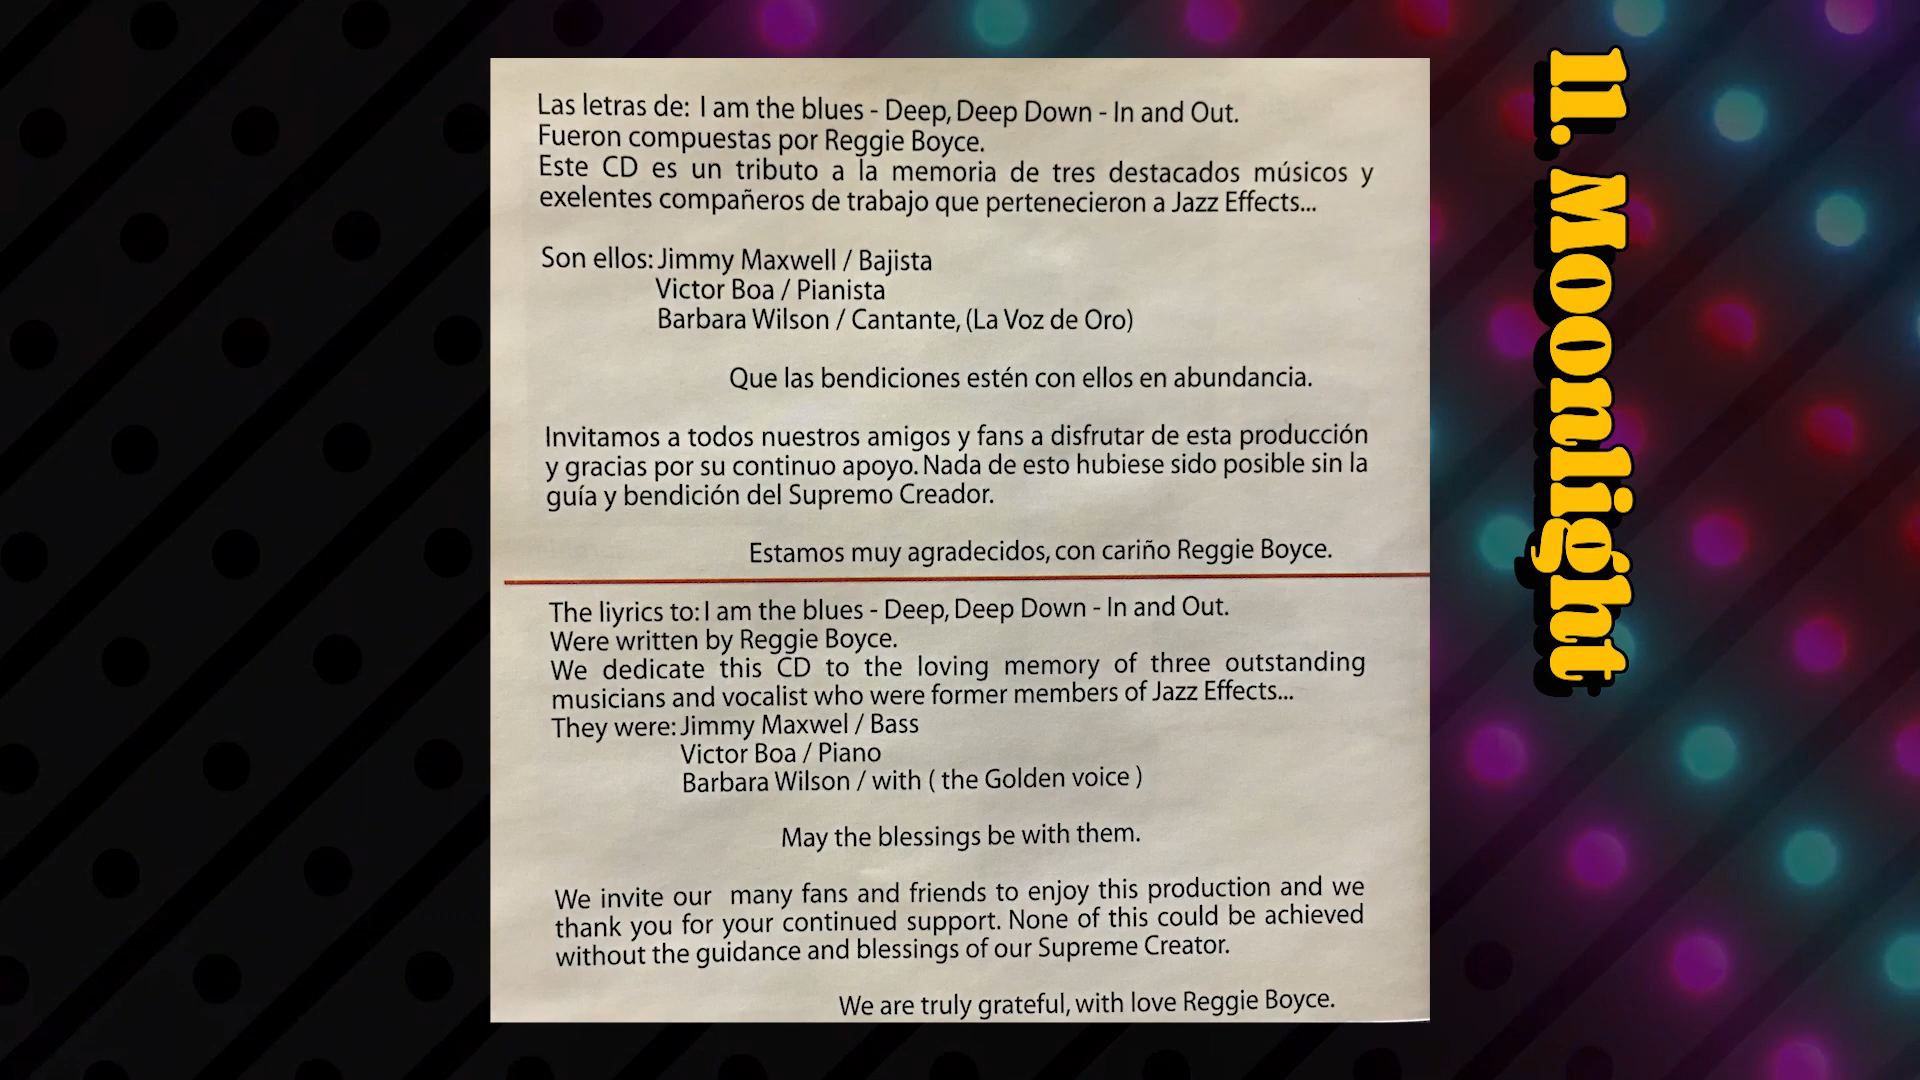 Las letras de: I am the blues - Deep, Deep Down - In and Out.
Fueron compuestas por Reggie Boyce.
Este CD es un tributo a la memoria de tres destacados músicos y
exelentes compañeros de trabajo que pertenecieron a Jazz Effects...
Son ellos: Jimmy Maxwell / Bajista
Victor Boa / Pianista
Barbara Wilson / Cantante, (La Voz de Oro)
Que las bendiciones estén con ellos en abundancia.
Invitamos a todos nuestros amigos y fans a disfrutar de esta producción
y gracias por su continuo apoyo. Nada de esto hubiese sido posible sin la
guía y bendición del Supremo Creador.
Estamos muy agradecidos, con cariño Reggie Boyce.
The liyrics to: I am the blues - Deep, Deep Down - In and Out.
Were written by Reggie Boyce.
We dedicate this CD to the loving memory of three outstanding
musicians and vocalist who were former members of Jazz Effects...
They were: Jimmy Maxwel / Bass
Victor Boa / Piano
Barbara Wilson / with ( the Golden voice )
May the blessings be with them.
We invite our many fans and friends to enjoy this production and we
thank you for your continued support. None of this could be achieved
without the guidance and blessings of our Supreme Creator.
We are truly grateful, with love Reggie Boyce.
11. Moonlight